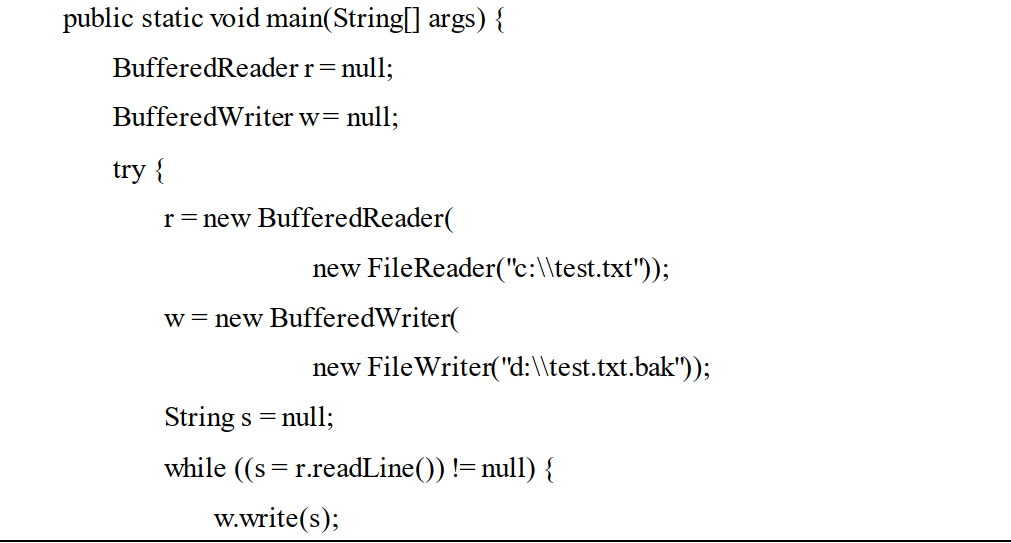 public static void main(String[] args) {
BufferedReader r = null;
BufferedWriter w= null;
try {
r = new BufferedReader(
new FileReader("c:\\test.txt"));
w = new BufferedWriter(
new FileWriter("d:\\test.txt.bak"));
String s = null;
while ((s = r.readLine()) != null) {
w.write(s);